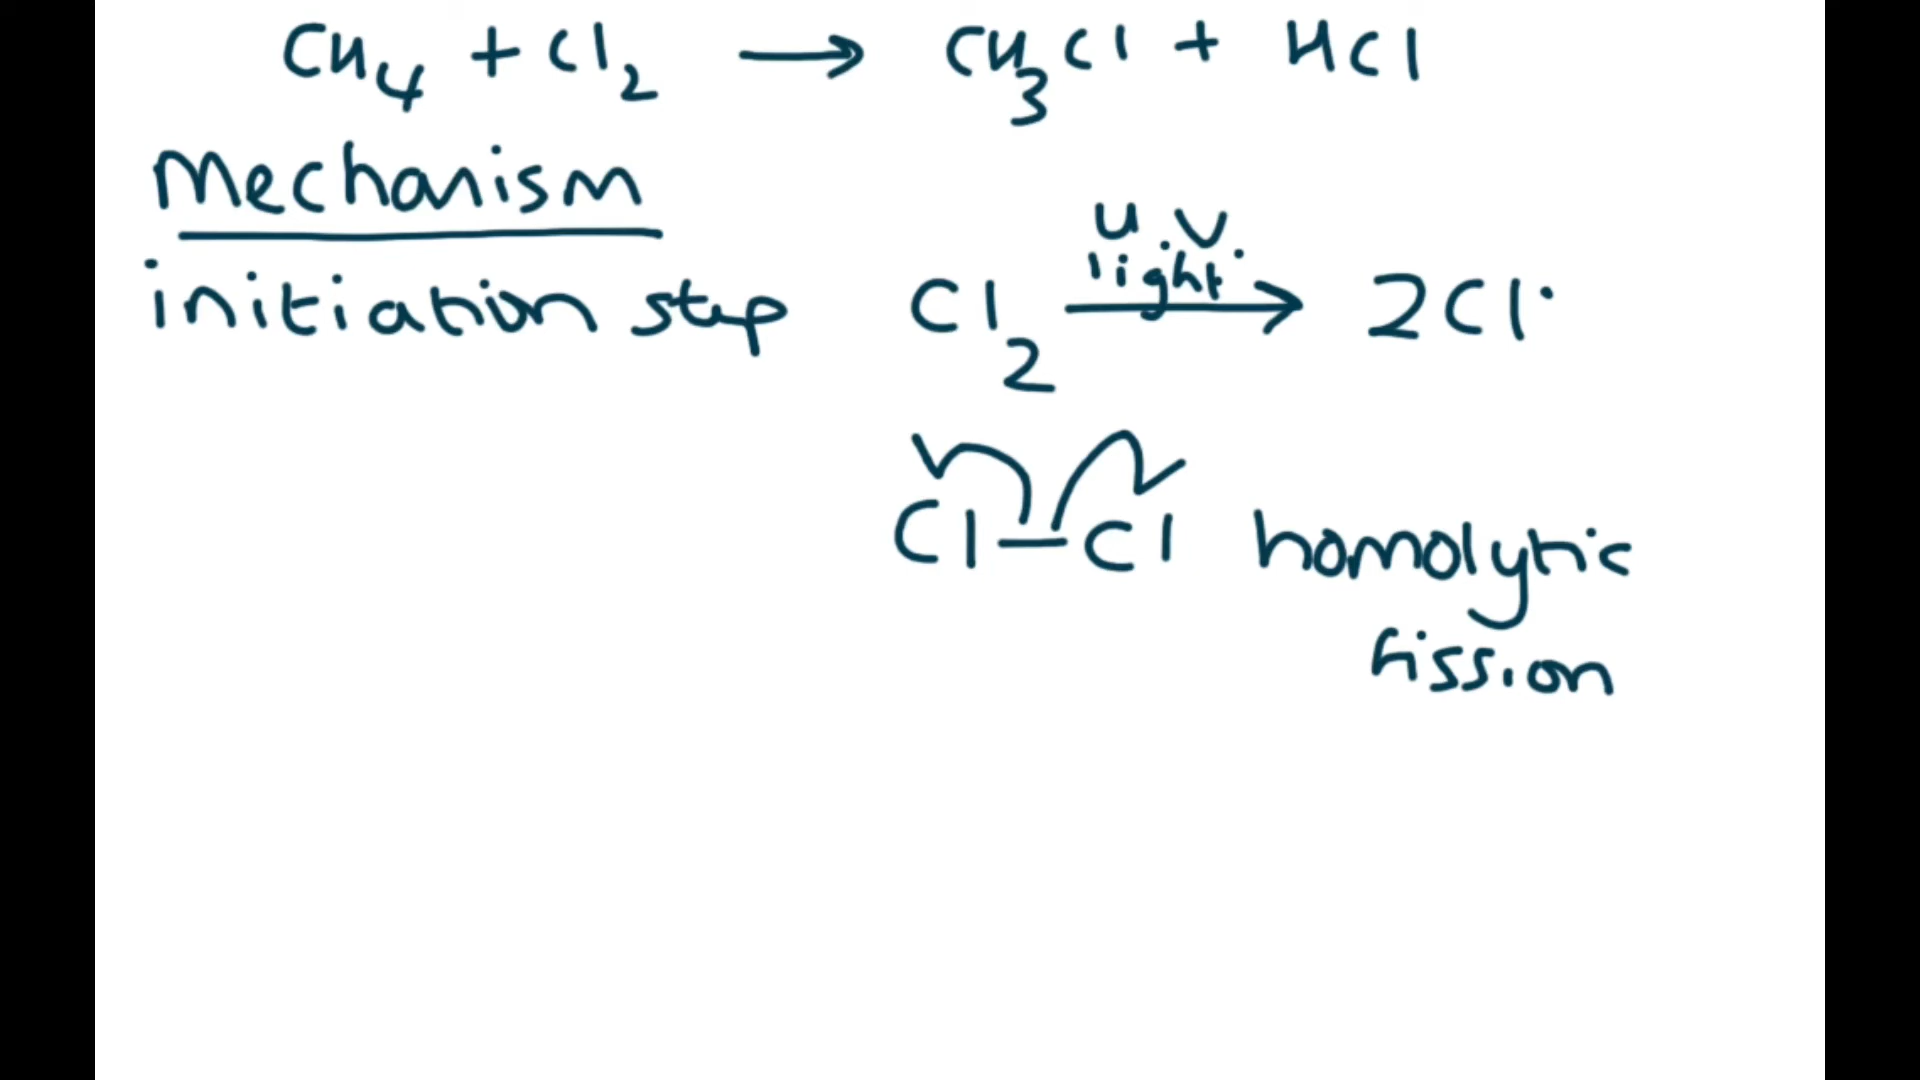 CH₄ + Cl₂ → CH₃Cl + HCl
Mechanism
initiation step Cl₂ → 2Cl•
u.v.
light
Cl–Cl homolytic
fission